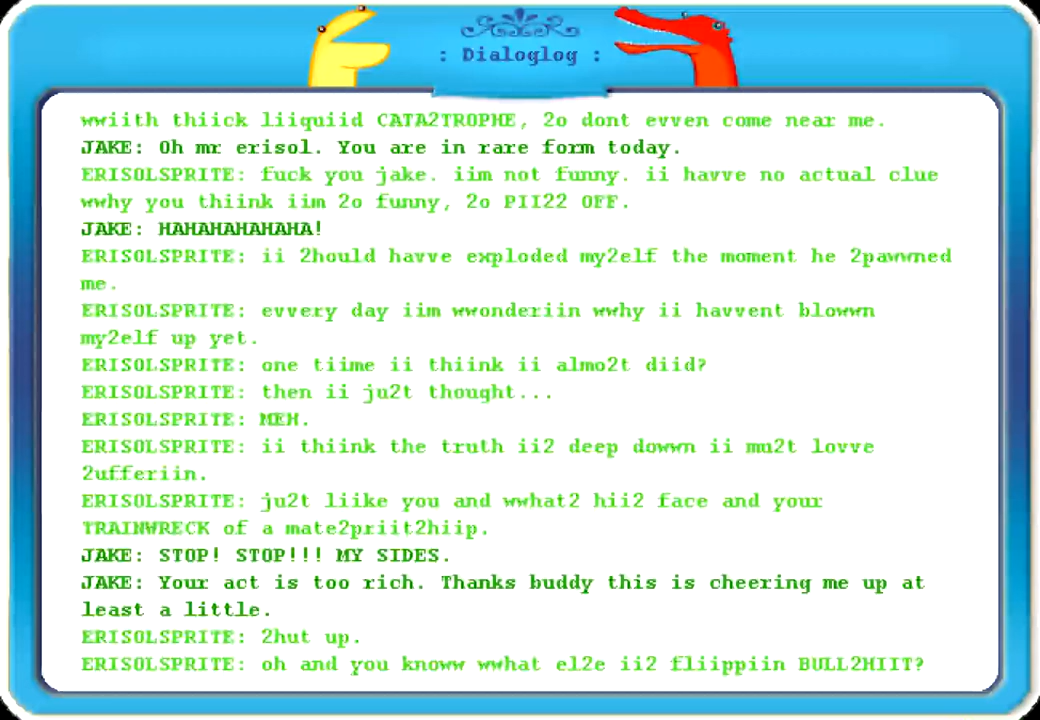 : Dialoglog :
wwiith thiick liiquiid CATA2TROPHE, 2o dont evven come near me.
JAKE: Oh mr erisol. You are in rare form today.
ERISOLSPRITE: fuck you jake. iim not funny. ii havve no actual clue
wwhy you thiink iim 2o funny, 2o PII22 OFF.
JAKE: HAHAHAHAHAHA!
ERISOLSPRITE: ii 2hould havve exploded my2elf the moment he 2pawwned
me.
ERISOLSPRITE: evvery day iim wwonderiin wwhy ii havvent blowwn
my2elf up yet.
ERISOLSPRITE: one tiime ii thiink ii almo2t diid?
ERISOLSPRITE: then ii ju2t thought...
ERISOLSPRITE: MEH.
ERISOLSPRITE: ii thiink the truth ii2 deep dowwn ii mu2t lovve
2ufferiin.
ERISOLSPRITE: ju2t liike you and wwhat2 hii2 face and your
TRAINWRECK of a mate2priit2hiip.
JAKE: STOP! STOP!!! MY SIDES.
JAKE: Your act is too rich. Thanks buddy this is cheering me up at
least a little.
ERISOLSPRITE: 2hut up.
ERISOLSPRITE: oh and you knoww wwhat el2e ii2 fliippiin BULL2HIIT?